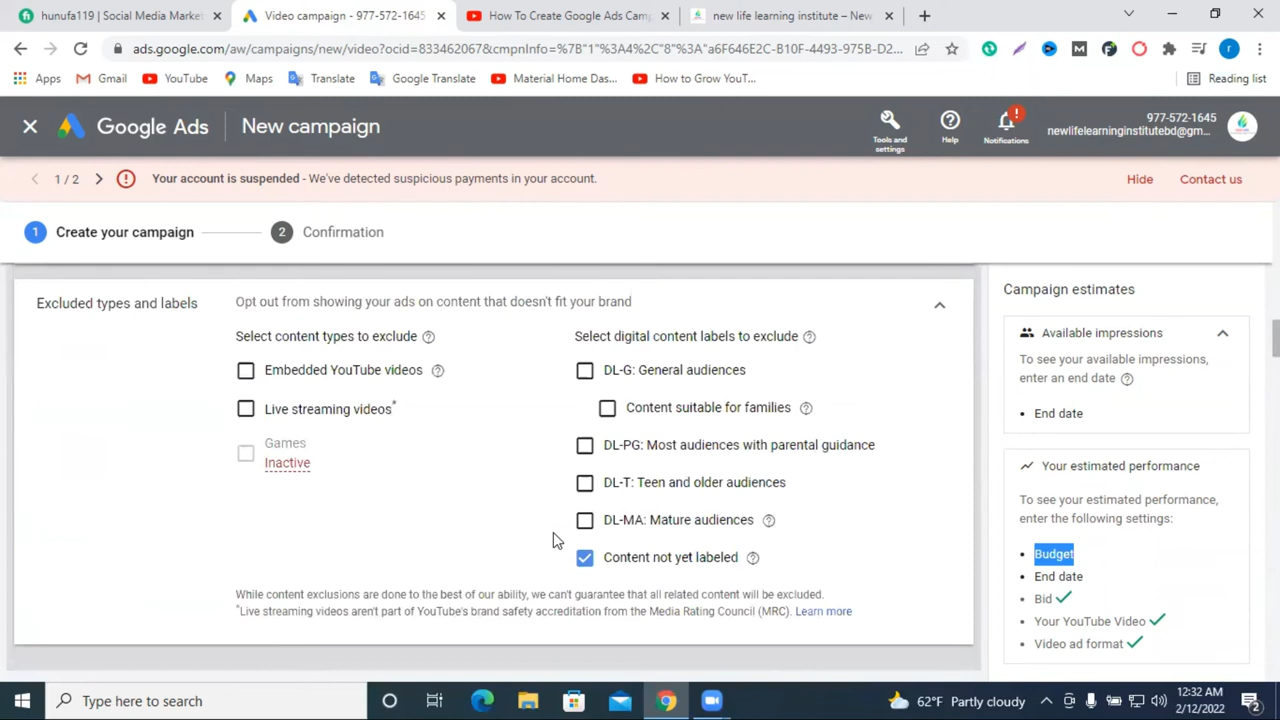 hunufa119 | Social Media Market
Video campaign - 977-572-1645
How To Create Google Ads Cam
new life learning institute – New
ads.google.com/aw/campaigns/new/video?ocid=833462067&cmpnInfo=%7B"1"%3A4%2C"8"%3A"a6F646E2C-B10F-4493-975B-D2...
Apps
Gmail
YouTube
Maps
Translate
Google Translate
Material Home Das...
How to Grow YouT...
Reading list
Google Ads
New campaign
Tools and settings
Help
Notifications
977-572-1645
newlifelearninginstitutebd@gm...
1 / 2
Your account is suspended - We've detected suspicious payments in your account.
Hide
Contact us
1 Create your campaign
2 Confirmation
Excluded types and labels
Opt out from showing your ads on content that doesn't fit your brand
Select content types to exclude
Embedded YouTube videos
Live streaming videos*
Games
Inactive
Select digital content labels to exclude
DL-G: General audiences
Content suitable for families
DL-PG: Most audiences with parental guidance
DL-T: Teen and older audiences
DL-MA: Mature audiences
Content not yet labeled
While content exclusions are done to the best of our ability, we can't guarantee that all related content will be excluded.
*Live streaming videos aren't part of YouTube's brand safety accreditation from the Media Rating Council (MRC). Learn more
Campaign estimates
Available impressions
To see your available impressions,
enter an end date
• End date
Your estimated performance
To see your estimated performance,
enter the following settings:
• Budget
• End date
• Bid
• Your YouTube Video
• Video ad format
Type here to search
62°F Partly cloudy
12:32 AM
2/12/2022
2